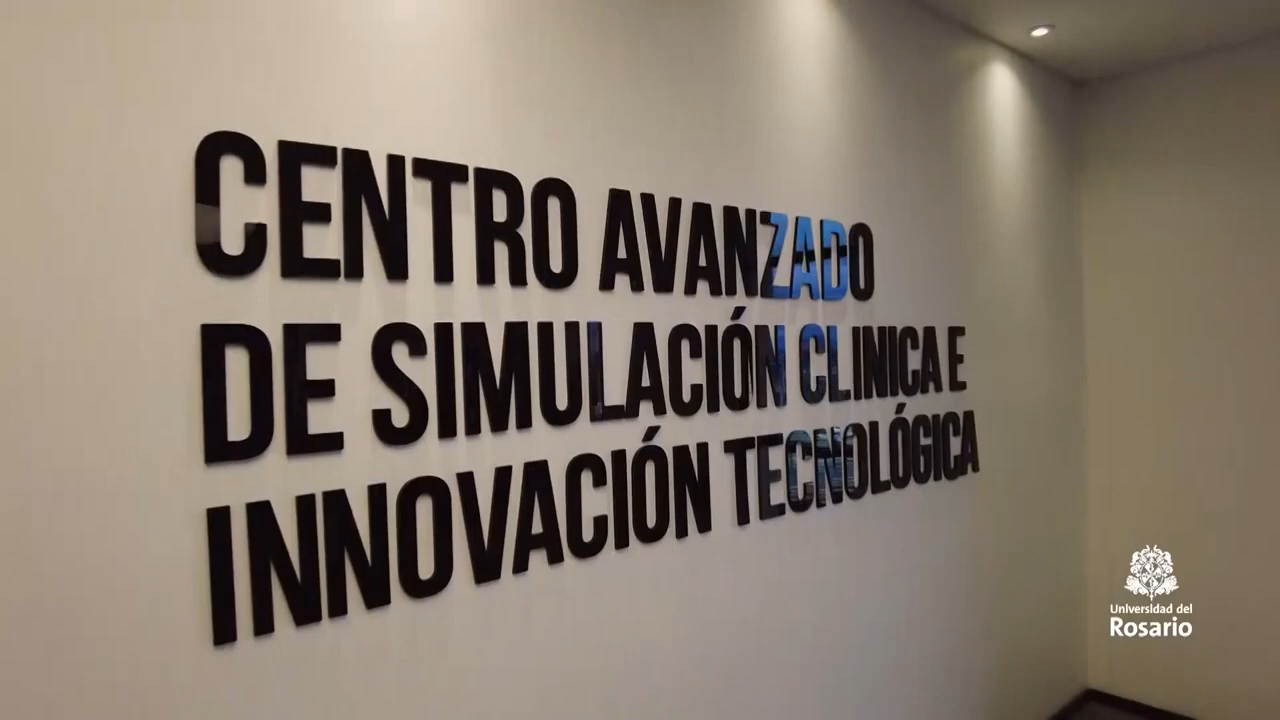 CENTRO AVANZADO
DE SIMULACIÓN CLINICA E
INNOVACIÓN TECNOLÓGICA
Universidad del
Rosario